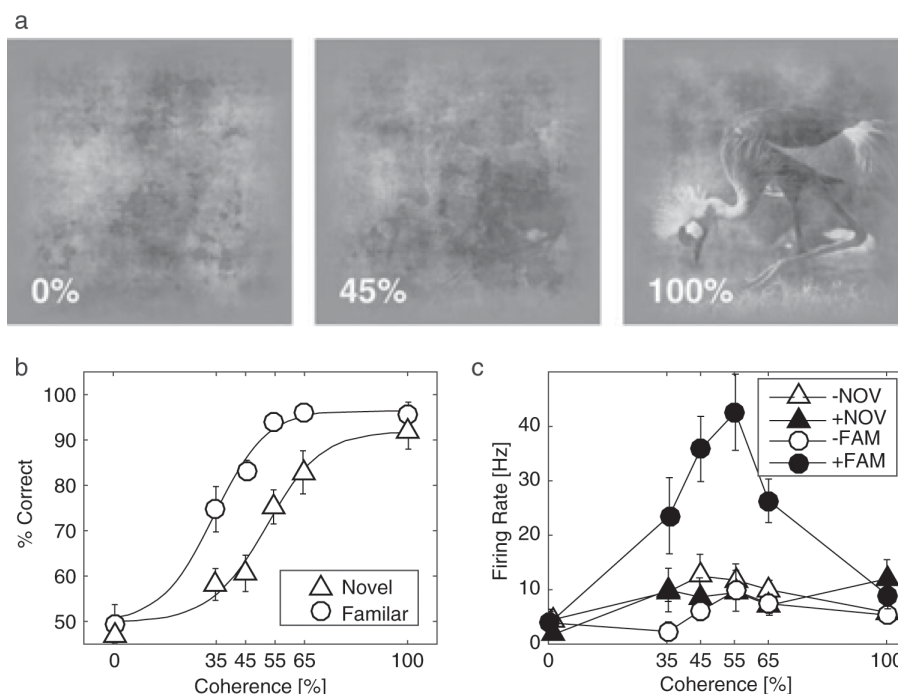 a
0%
45%
100%
b
100
90
80
70
60
50
% Correct
Novel
Familar
0
35
45
55
65
100
Coherence [%]
c
40
30
20
10
0
Firing Rate [Hz]
-NOV
+NOV
-FAM
+FAM
0
35
45
55
65
100
Coherence [%]